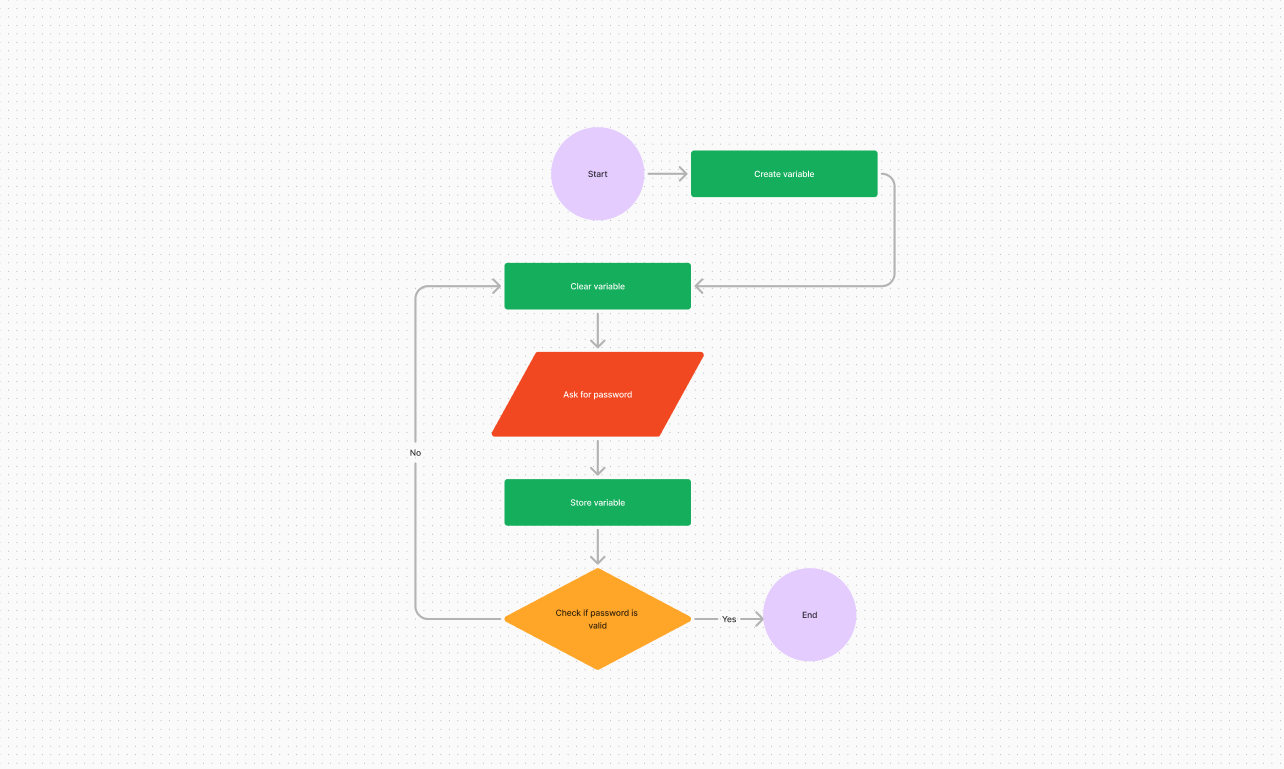 Start
Create variable
Clear variable
Ask for password
No
Store variable
Check if password is
valid
Yes
End